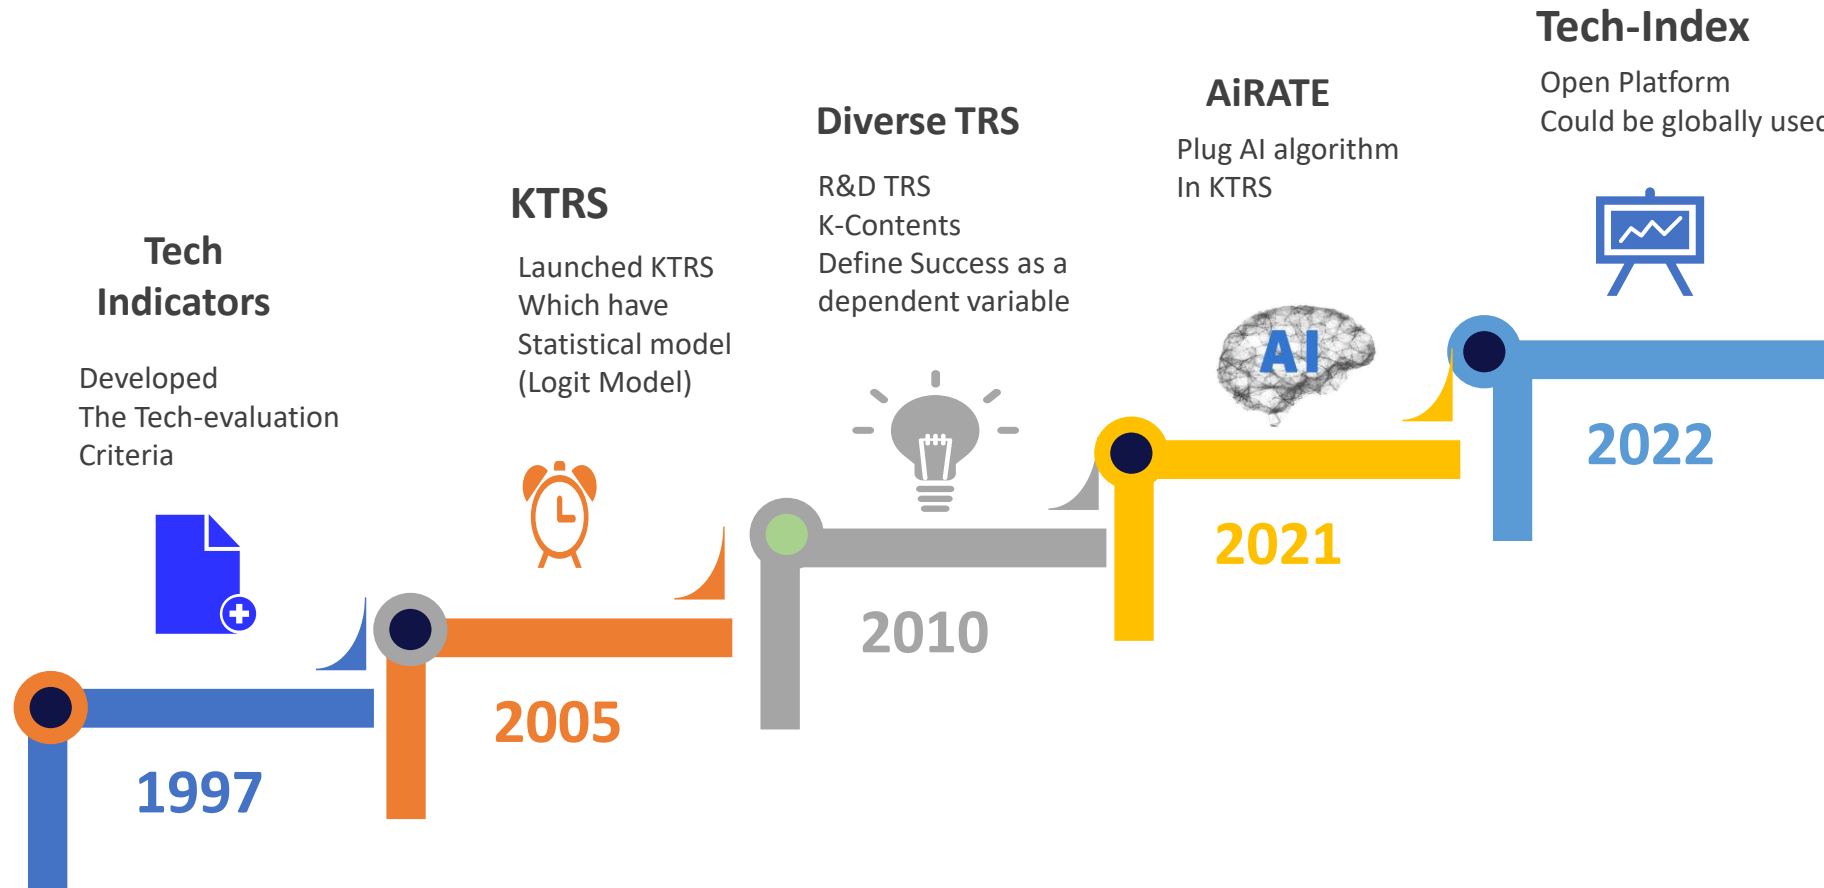 Tech
Indicators
Developed
The Tech-evaluation
Criteria
1997
KTRS
Launched KTRS
Which have
Statistical model
(Logit Model)
2005
Diverse TRS
R&D TRS
K-Contents
Define Success as a
dependent variable
2010
AiRATE
Plug AI algorithm
In KTRS
AI
2021
Tech-Index
Open Platform
Could be globally used
2022